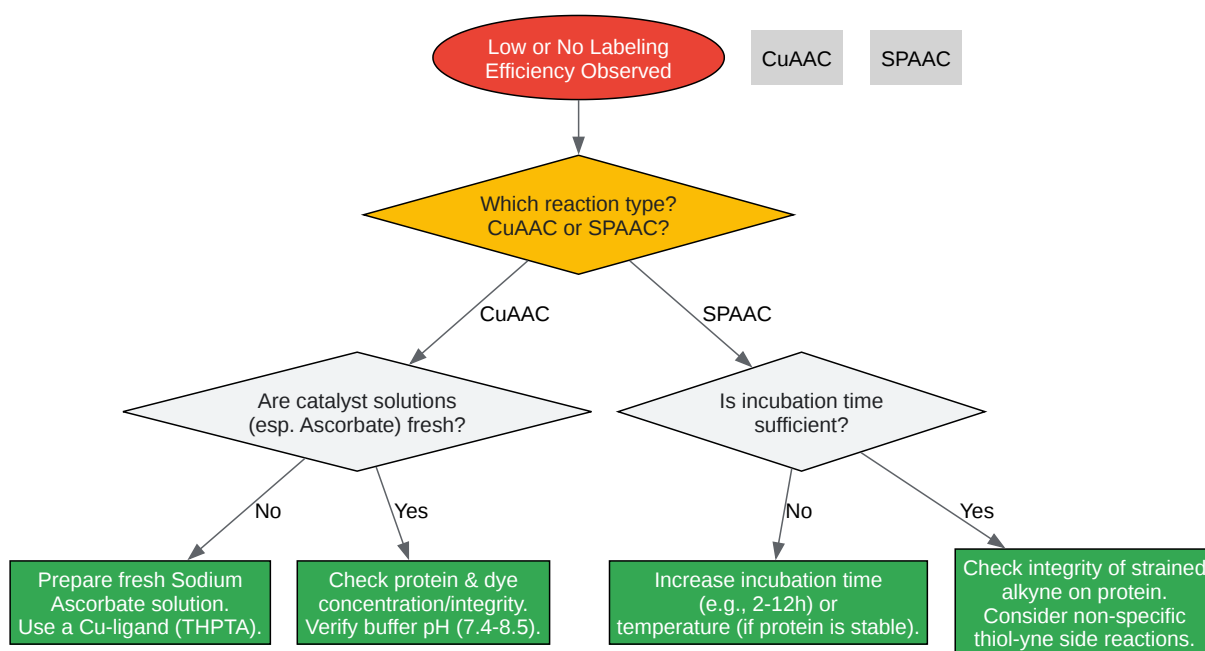 Low or No Labeling
Efficiency Observed
CuAAC
SPAAC
Which reaction type?
CuAAC or SPAAC?
CuAAC
SPAAC
Are catalyst solutions
(esp. Ascorbate) fresh?
Is incubation time
sufficient?
No
Yes
No
Yes
Prepare fresh Sodium
Ascorbate solution.
Use a Cu-ligand (THPTA).
Check protein & dye
concentration/integrity.
Verify buffer pH (7.4-8.5).
Increase incubation time
(e.g., 2-12h) or
temperature (if protein is stable).
Check integrity of strained
alkyne on protein.
Consider non-specific
thiol-yne side reactions.